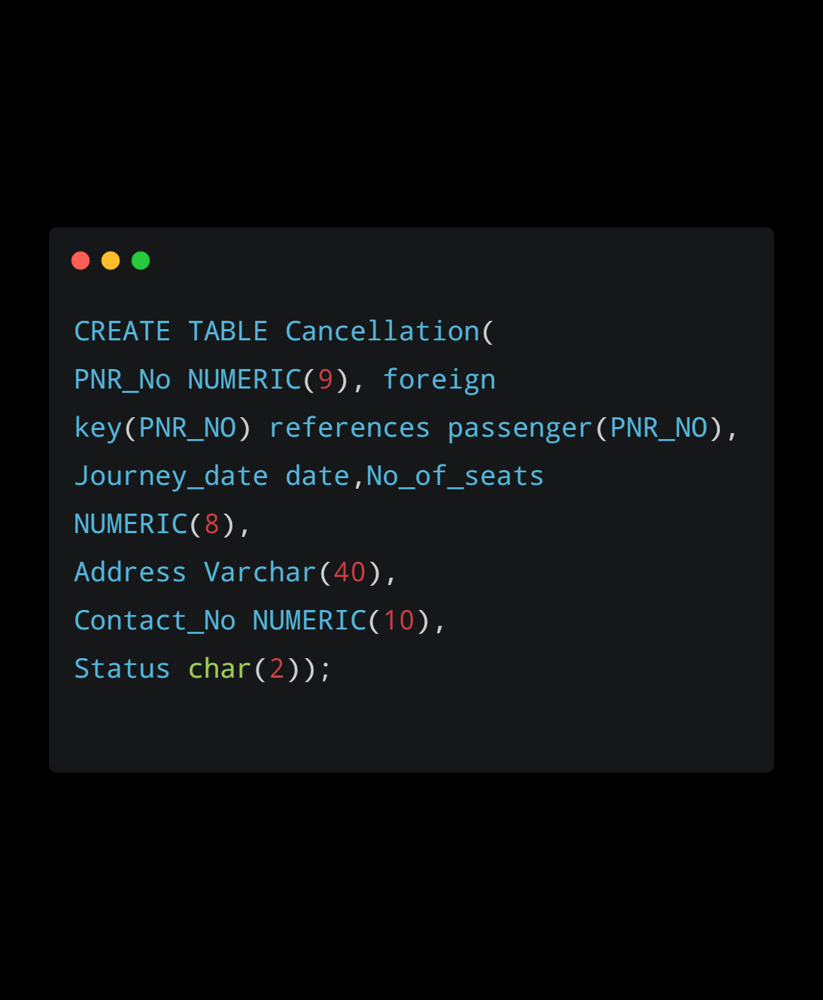 CREATE TABLE Cancellation(
PNR_No NUMERIC(9), foreign
key(PNR_NO) references passenger(PNR_NO),
Journey_date date,No_of_seats
NUMERIC(8),
Address Varchar(40),
Contact_No NUMERIC(10),
Status char(2));